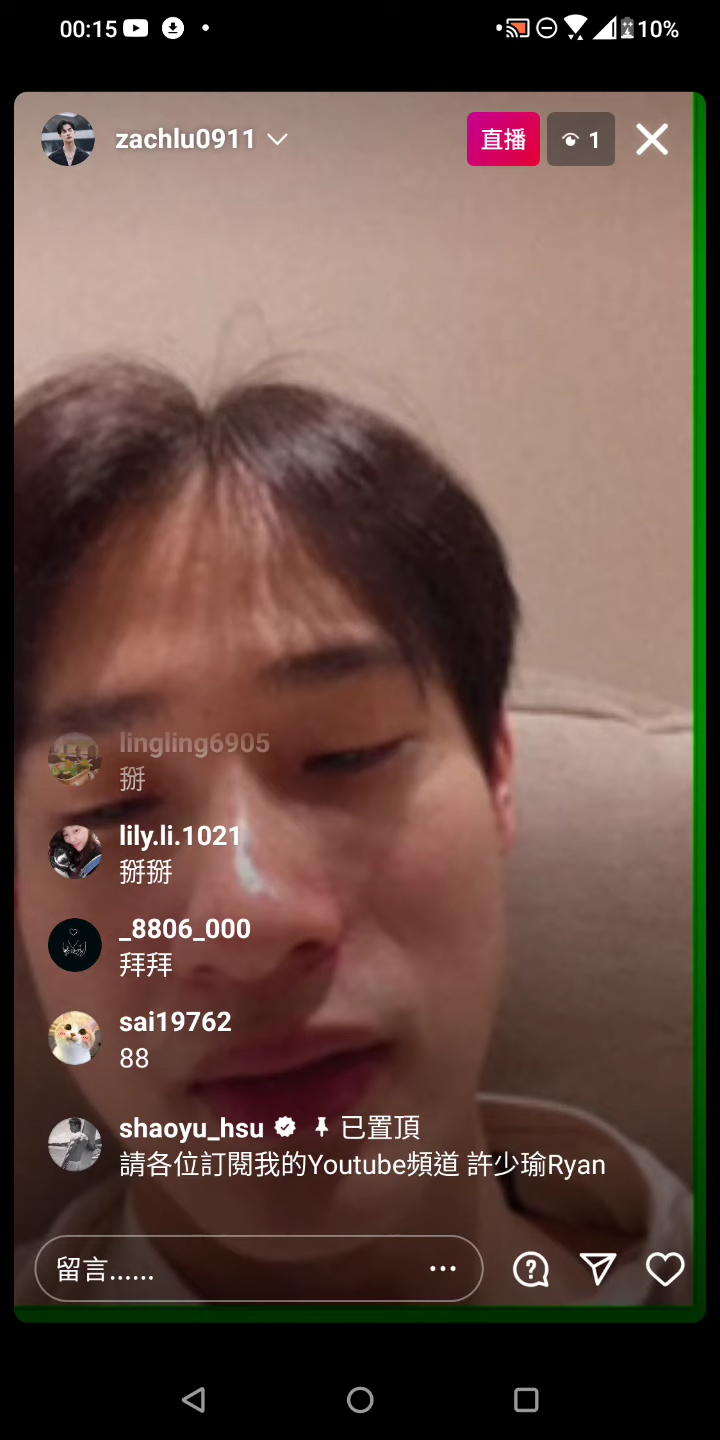 00:15
10%
zachlu0911
直播
1
lingling6905
掰
lily.li.1021
掰掰
_8806_000
拜拜
sai19762
88
shaoyu_hsu 已置頂
請各位訂閱我的Youtube頻道 許少瑜Ryan
留言......